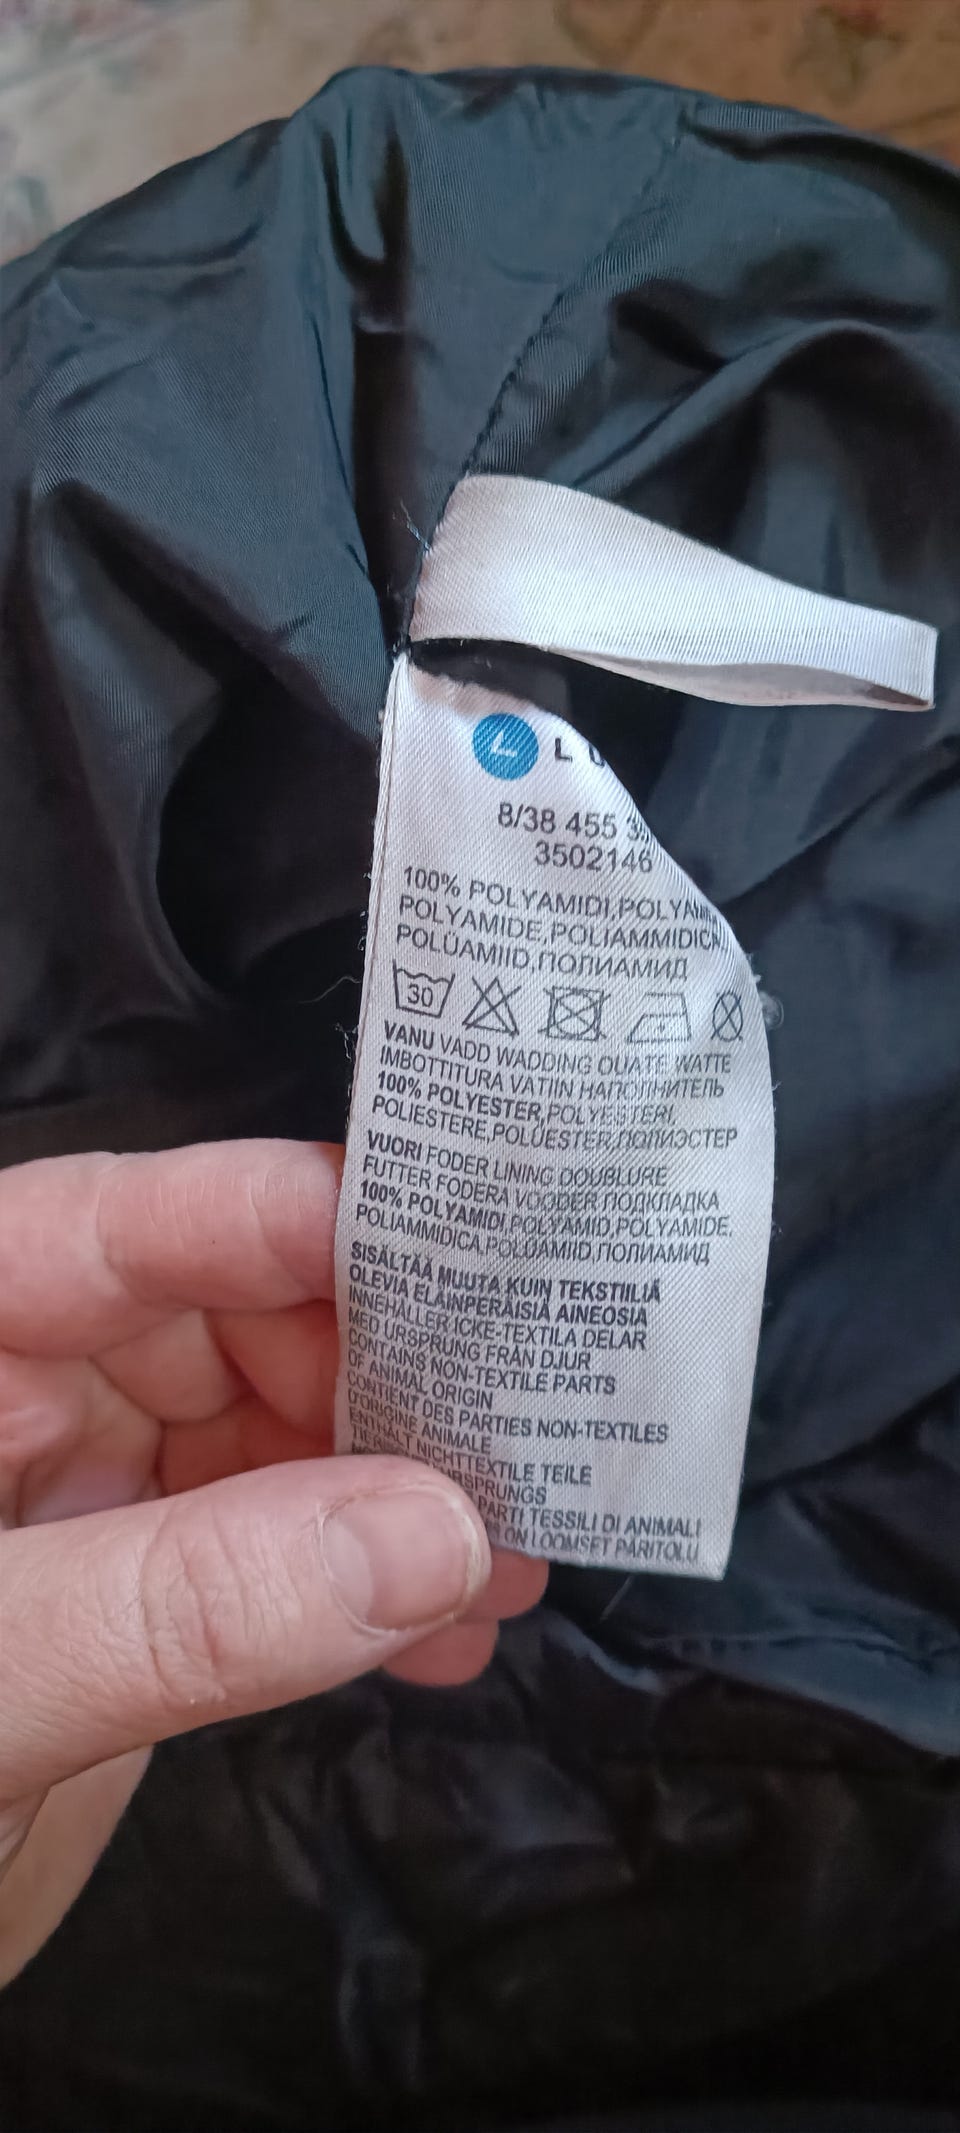 L L
8/38 455
3502146
100% POLYAMIDI,
POLYAMIDE,POLIAMMIDICA,
POLÜAMIID,ПОЛИАМИД
30
VANU VADD WADDING OUATE WATTE
IMBOTTITURA VATIIN НАПОЛНИТЕЛЬ
100% POLYESTER,POLYESTERI,
POLIESTERE,POLÜESTER,ПОЛИЭСТЕР
VUORI FODER LINING DOUBLURE
FUTTER FODERA VOODER ПОДКЛАДКА
100% POLYAMIDI,POLYAMID,POLYAMIDE,
POLIAMMIDICA,POLÜAMIID,ПОЛИАМИД
SISÄLTÄÄ MUUTA KUIN TEKSTIILIÄ
OLEVIA ELÄINPERÄISIÄ AINEOSIA
INNEHÅLLER ICKE-TEXTILA DELAR
MED URSPRUNG FRÅN DJUR
CONTAINS NON-TEXTILE PARTS
OF ANIMAL ORIGIN
CONTIENT DES PARTIES NON-TEXTILES
D'ORIGINE ANIMALE
ENTHÄLT NICHTTEXTILE TEILE
URSPRUNGS
PARTI TESSILI DI ANIMALI
ON LOOMSET PÄRITOLU